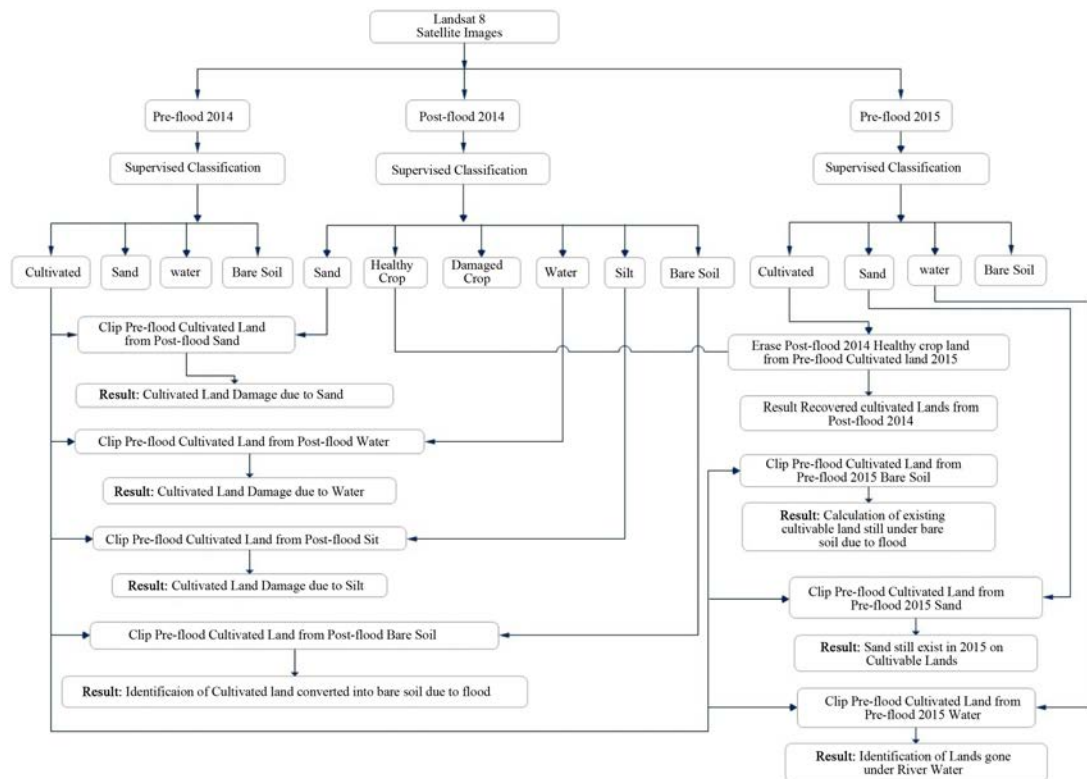 Landsat 8
Satellite Images
Pre-flood 2014
Post-flood 2014
Pre-flood 2015
Supervised Classification
Supervised Classification
Supervised Classification
Cultivated
Sand
water
Bare Soil
Sand
Healthy
Crop
Damaged
Crop
Water
Silt
Bare Soil
Cultivated
Sand
water
Bare Soil
Clip Pre-flood Cultivated Land
from Post-flood Sand
Result: Cultivated Land Damage due to Sand
Clip Pre-flood Cultivated Land from Post-flood Water
Result: Cultivated Land Damage due to Water
Clip Pre-flood Cultivated Land from Post-flood Sit
Result: Cultivated Land Damage due to Silt
Clip Pre-flood Cultivated Land from Post-flood Bare Soil
Result: Identificaion of Cultivated land converted into bare soil due to flood
Erase Post-flood 2014 Healthy crop land
from Pre-flood Cultivated land 2015
Result Recovered cultivated Lands from
Post-flood 2014
Clip Pre-flood Cultivated Land from
Pre-flood 2015 Bare Soil
Result: Calculation of existing
cultivable land still under bare
soil due to flood
Clip Pre-flood Cultivated Land from
Pre-flood 2015 Sand
Result: Sand still exist in 2015 on
Cultivable Lands
Clip Pre-flood Cultivated Land from
Pre-flood 2015 Water
Result: Identification of Lands gone
under River Water